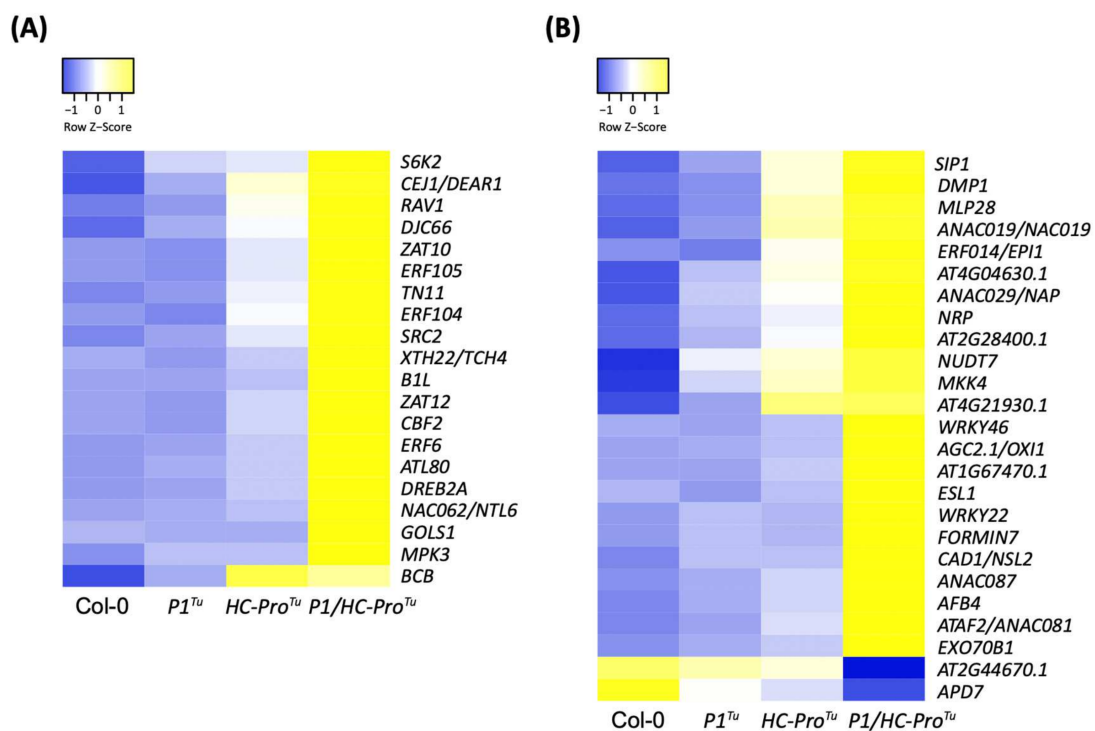 (A)
−1 0 1
Row Z−Score
S6K2
CEJ1/DEAR1
RAV1
DJC66
ZAT10
ERF105
TN11
ERF104
SRC2
XTH22/TCH4
B1L
ZAT12
CBF2
ERF6
ATL80
DREB2A
NAC062/NTL6
GOLS1
MPK3
BCB
Col-0 P1Tu HC-ProTu P1/HC-ProTu
(B)
−1 0 1
Row Z−Score
SIP1
DMP1
MLP28
ANAC019/NAC019
ERF014/EPI1
AT4G04630.1
ANAC029/NAP
NRP
AT2G28400.1
NUDT7
MKK4
AT4G21930.1
WRKY46
AGC2.1/OXI1
AT1G67470.1
ESL1
WRKY22
FORMIN7
CAD1/NSL2
ANAC087
AFB4
ATAF2/ANAC081
EXO70B1
AT2G44670.1
APD7
Col-0 P1Tu HC-ProTu P1/HC-ProTu